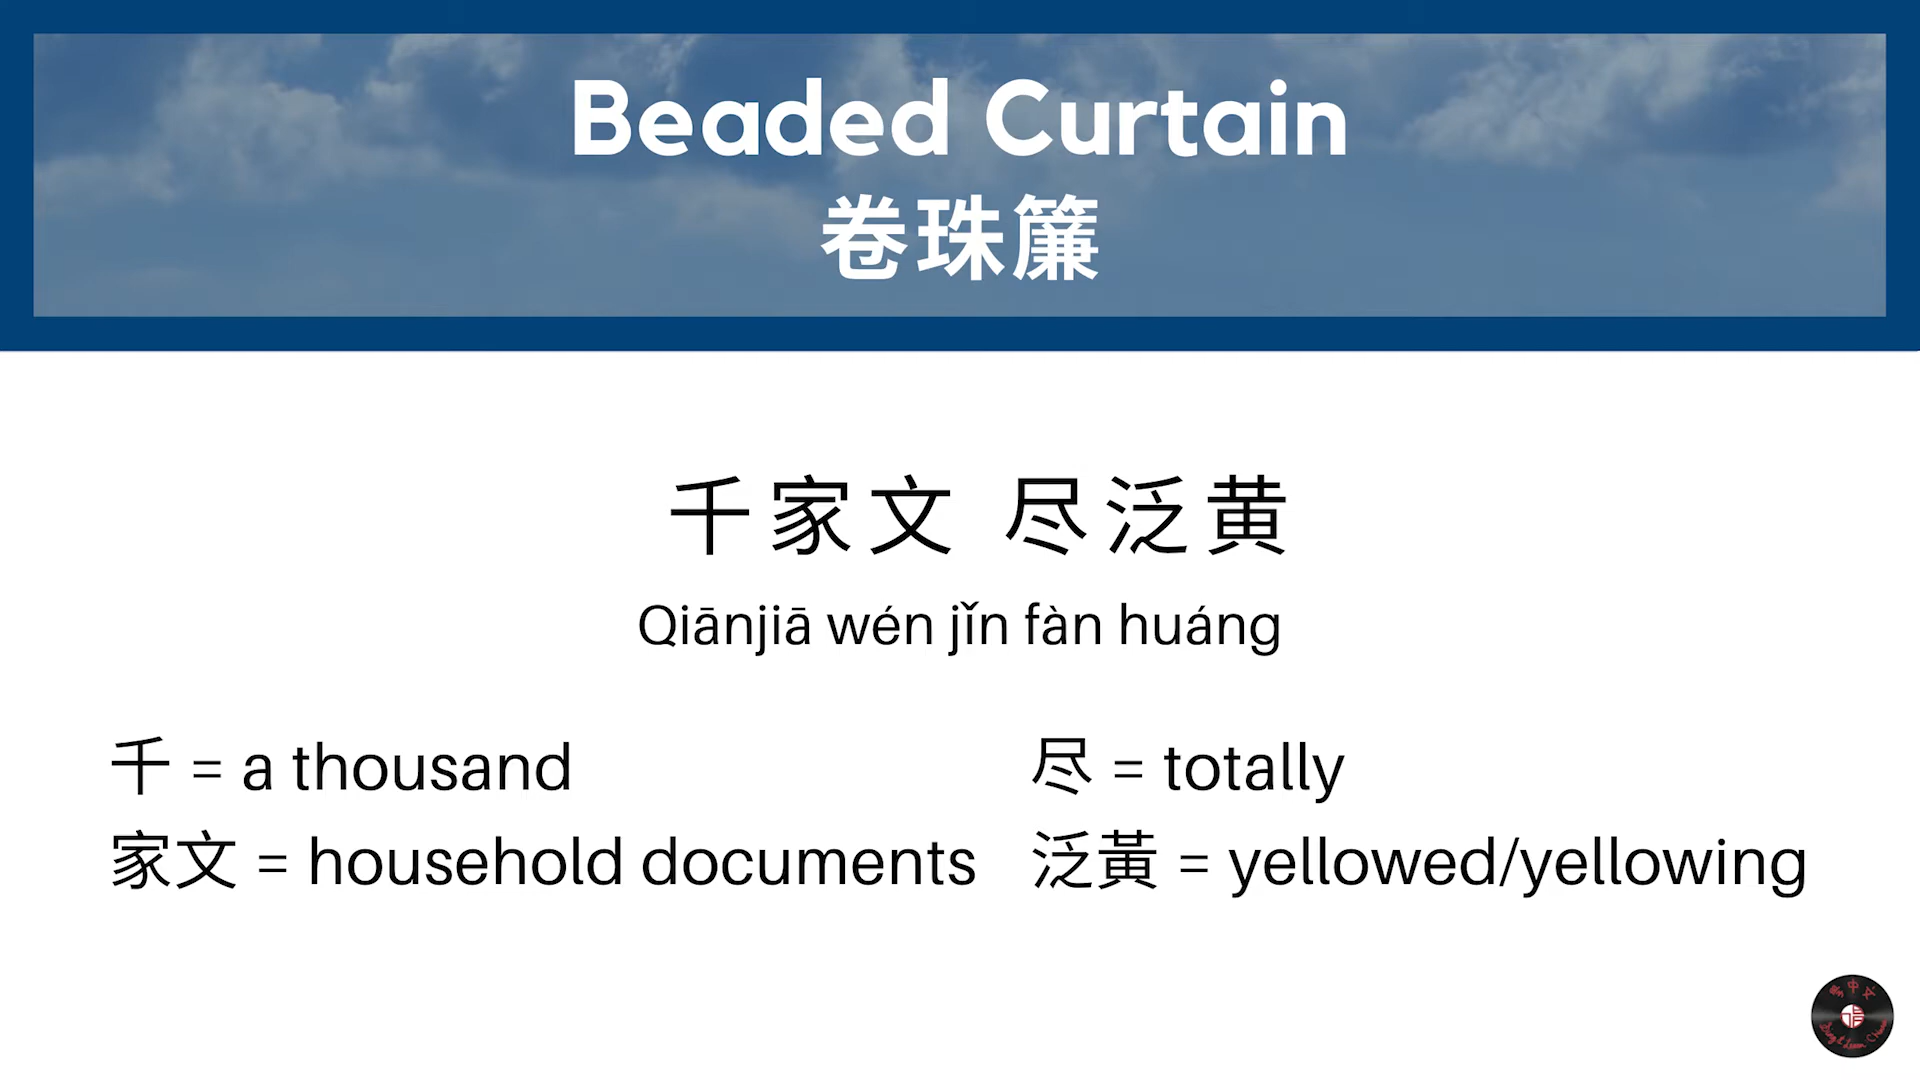 Beaded Curtain
卷珠簾
千家文 尽泛黄
Qiānjiā wén jǐn fàn huáng
千 = a thousand
家文 = household documents
尽 = totally
泛黃 = yellowed/yellowing